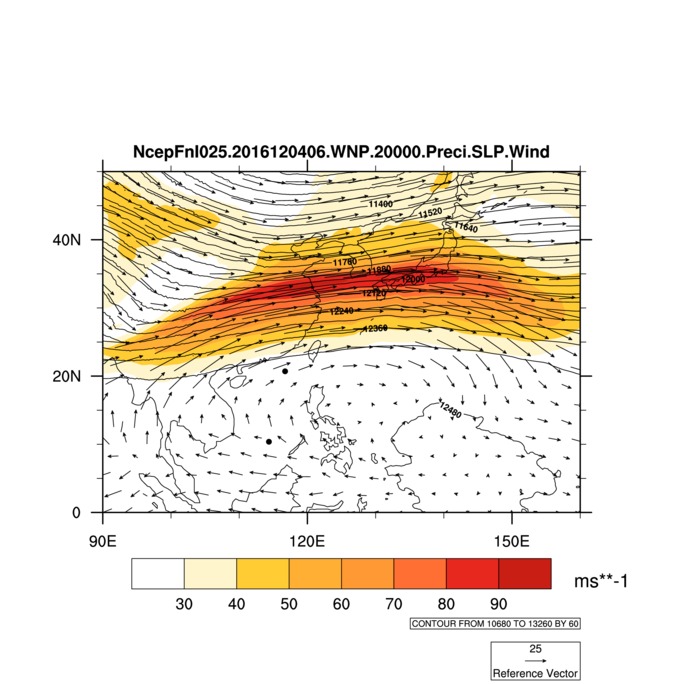 NcepFnl025.2016120406.WNP.20000.Preci.SLP.Wind
11400
11520
11640
40N
11760
11880
12000
12120
12240
12360
20N
12480
0
90E 120E 150E
ms**-1
30 40 50 60 70 80 90
CONTOUR FROM 10680 TO 13260 BY 60
25
Reference Vector